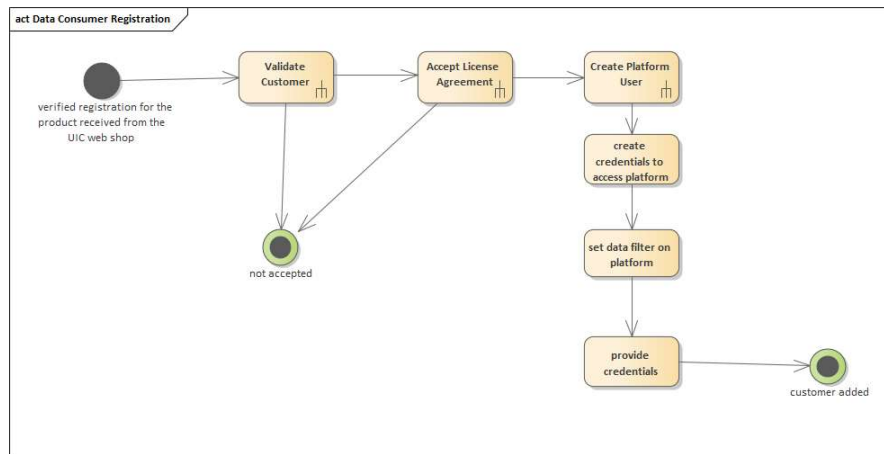 act Data Consumer Registration
verified registration for the
product received from the
UIC web shop
Validate
Customer
Accept License
Agreement
Create Platform
User
create
credentials to
access platform
not accepted
set data filter on
platform
provide
credentials
customer added